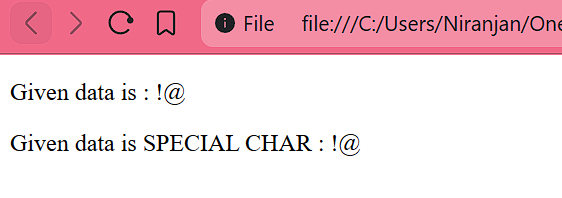 File file:///C:/Users/Niranjan/One
Given data is : !@
Given data is SPECIAL CHAR : !@